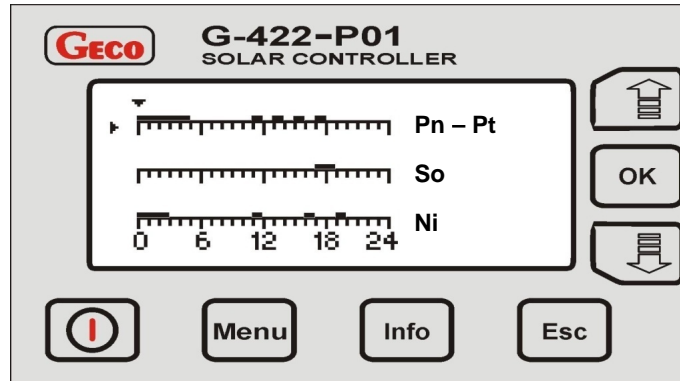 GECO G-422-P01
SOLAR CONTROLLER
Pn – Pt
So
OK
Ni
0 6 12 18 24
Menu Info Esc